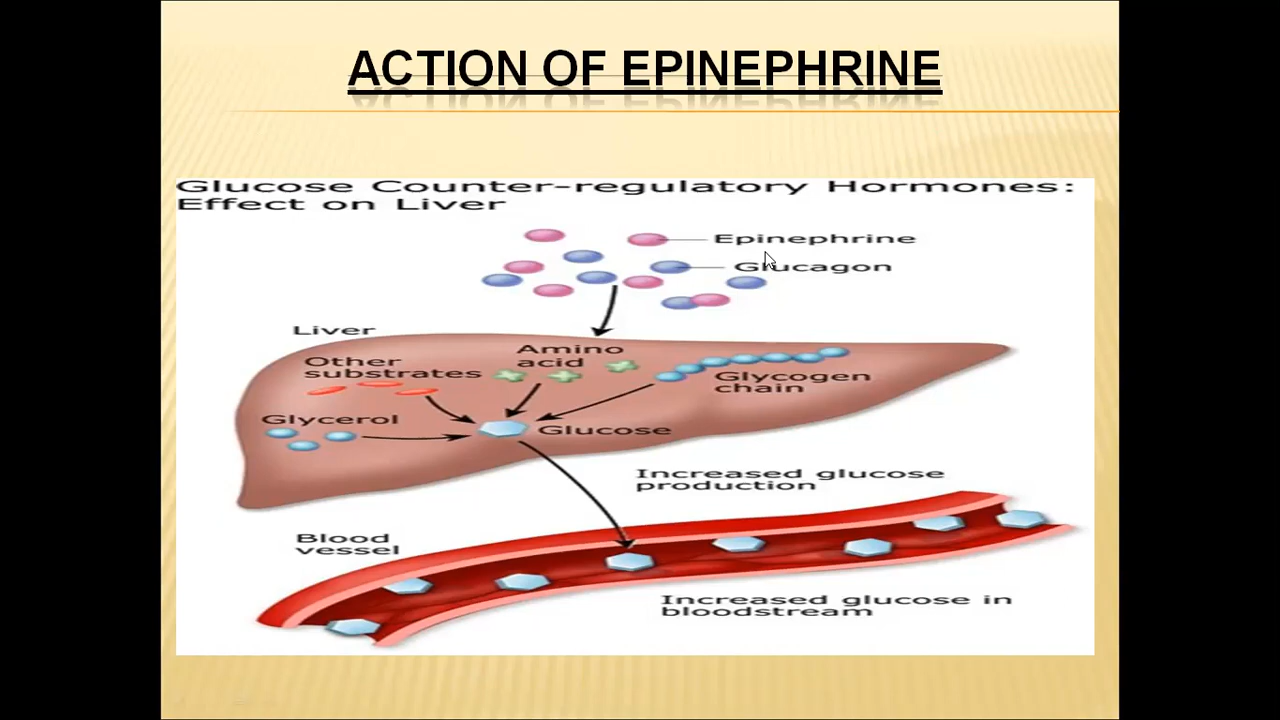 ACTION OF EPINEPHRINE
Glucose Counter-regulatory Hormones:
Effect on Liver
Epinephrine
Glucagon
Liver
Other
substrates
Amino
acid
Glycogen
chain
Glycerol
Glucose
Increased glucose
production
Blood
vessel
Increased glucose in
bloodstream